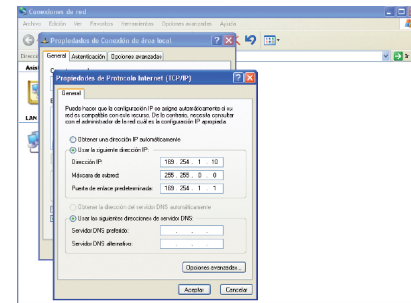 Conexiones de red
Archivo Edición Ver Favoritos Herramientas Opciones avanzadas Ayuda
Propiedades de Conexión de área local
General Autenticación Opciones avanzadas
Propiedades de Protocolo Internet (TCP/IP)
General
Puede hacer que la configuración IP se asigne automáticamente si su
red es compatible con este recurso. De lo contrario, necesita consultar
con el administrador de la red cuál es la configuración IP apropiada.
Obtener una dirección IP automáticamente
Usar la siguiente dirección IP:
Dirección IP: 169 . 254 . 1 . 10
Máscara de subred: 255 . 255 . 0 . 0
Puerta de enlace predeterminada: 169 . 254 . 1 . 1
Obtener la dirección del servidor DNS automáticamente
Usar las siguientes direcciones de servidor DNS:
Servidor DNS preferido:
Servidor DNS alternativo:
Opciones avanzadas...
Aceptar Cancelar